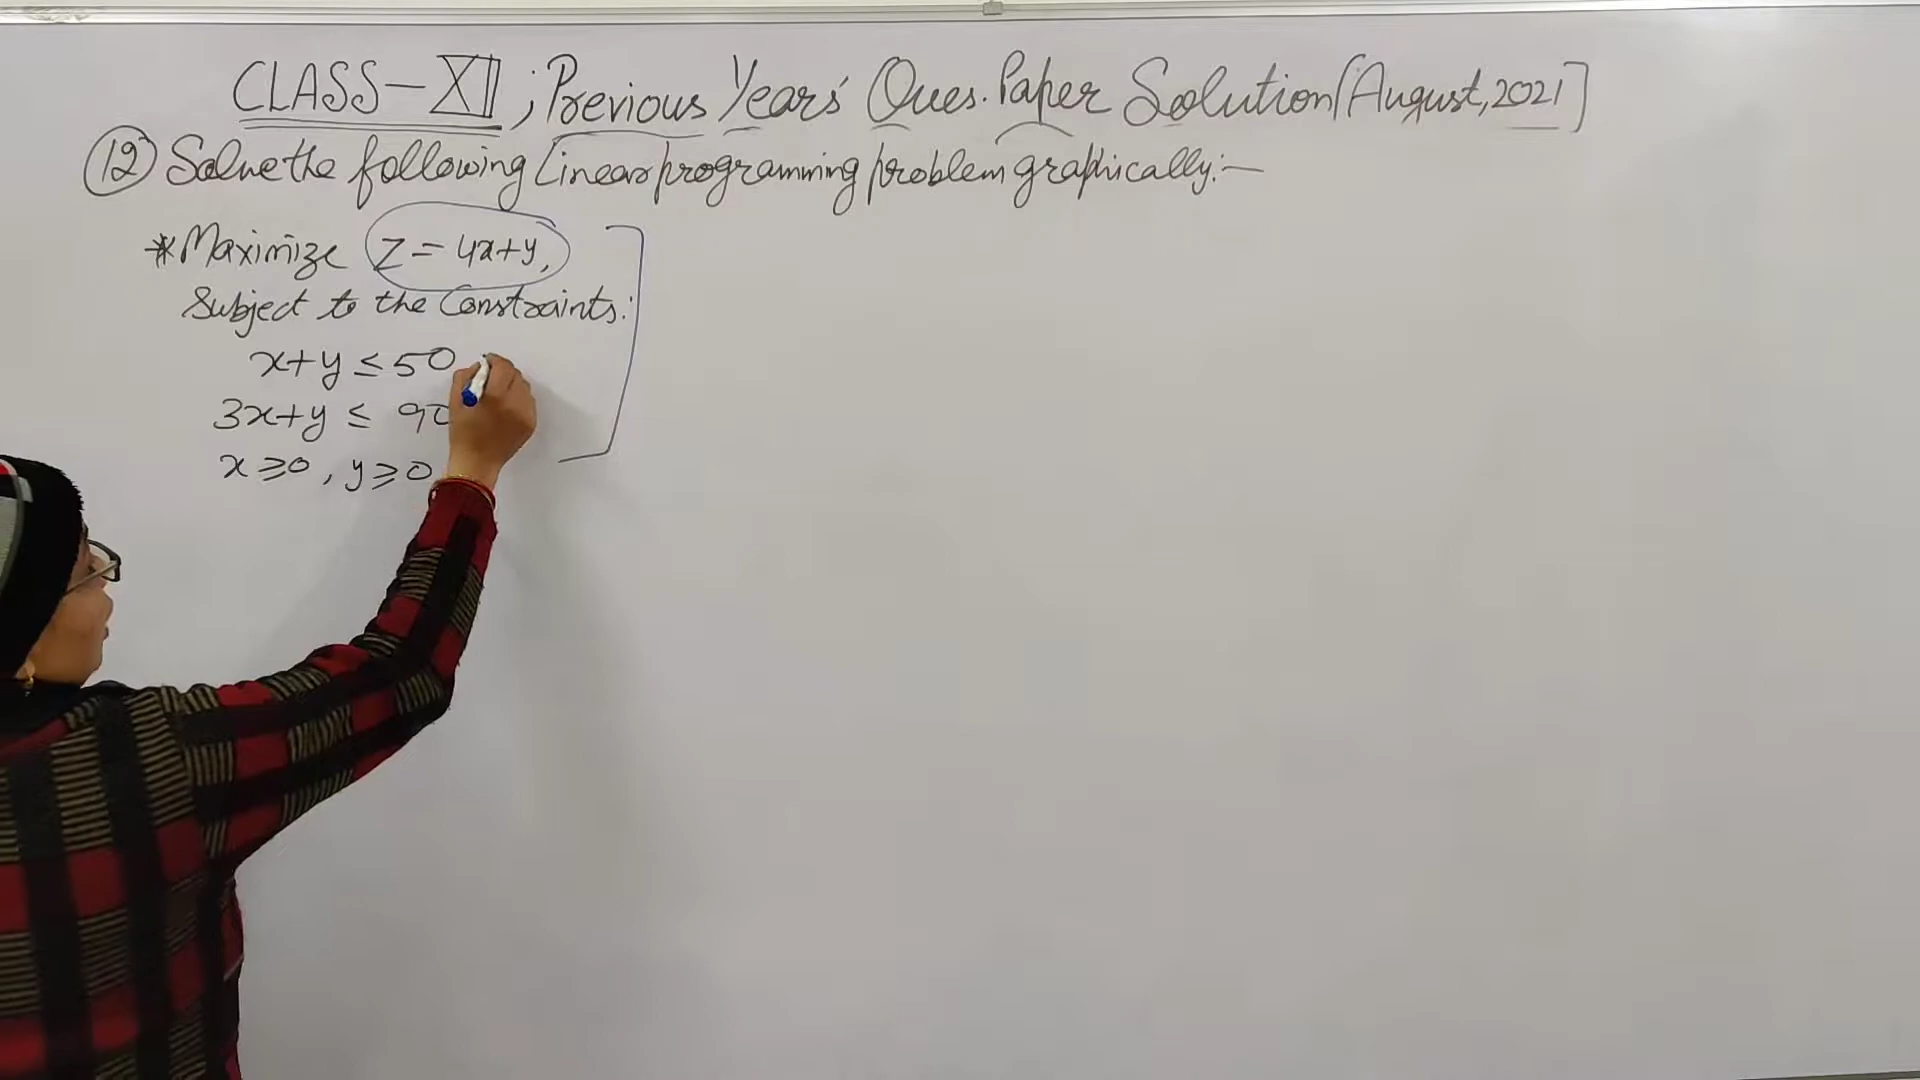 CLASS-XII; Previous Years' Ques. Paper Solution [August, 2021]
12 Solve the following Linear programming problem graphically:-
*Maximize Z = 4x+y,
Subject to the Constraints:
x+y ≤ 50
3x+y ≤ 90
x ≥ 0, y ≥ 0